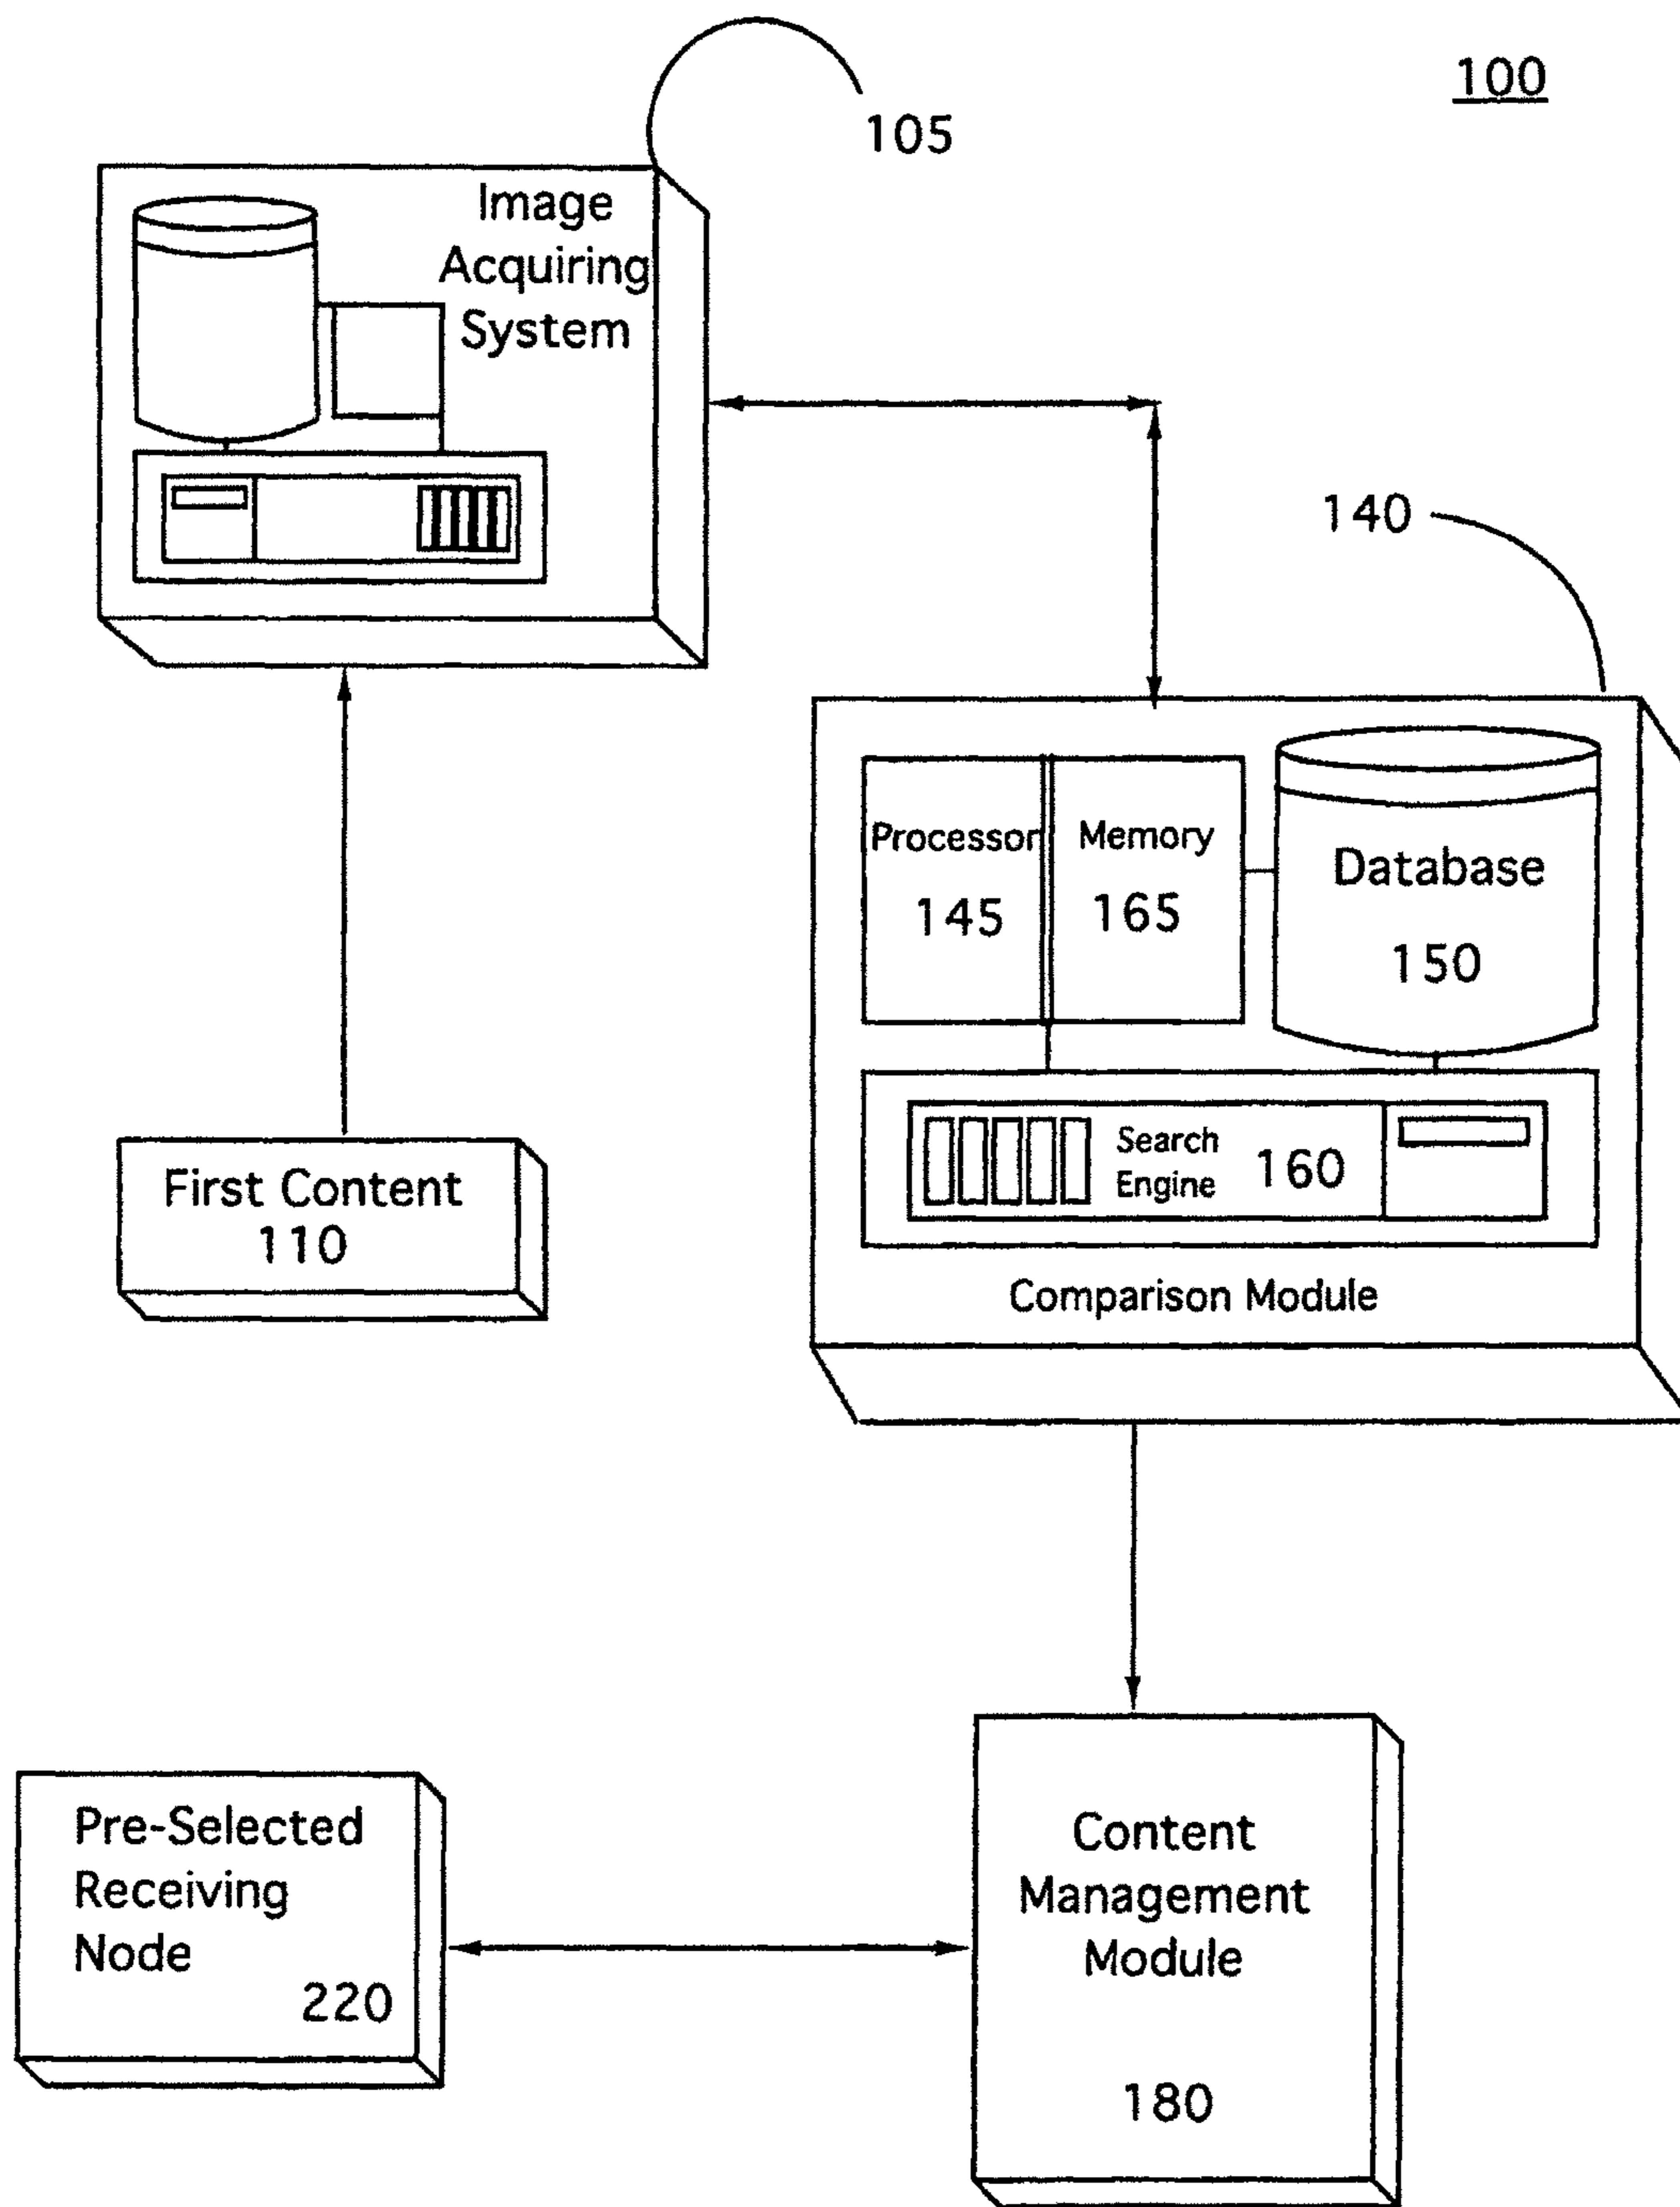 100
105
Image
Acquiring
System
140
Processor
145
Memory
165
Database
150
Search
Engine
160
Comparison Module
First Content
110
Pre-Selected
Receiving
Node
220
Content
Management
Module
180